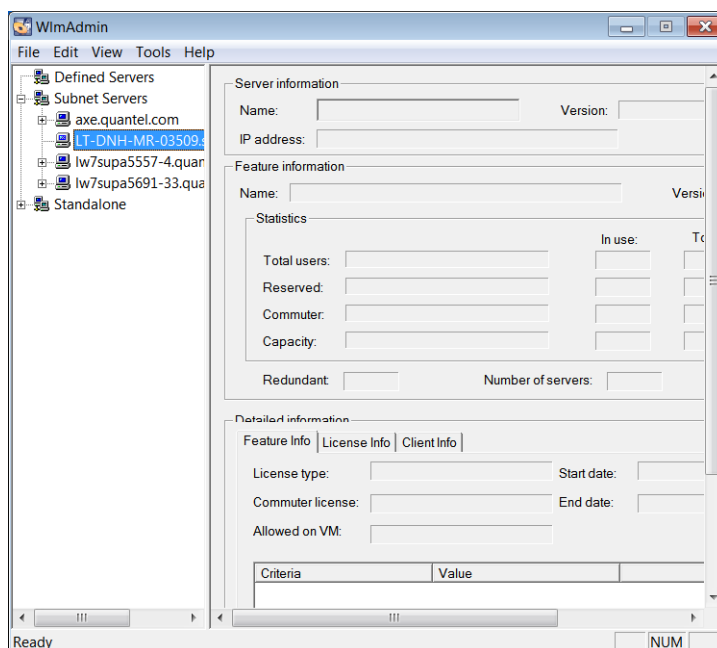 WlmAdmin
File Edit View Tools Help
Defined Servers
Subnet Servers
axe.quantel.com
LT-DNH-MR-03509.s
lw7supa5557-4.quan
lw7supa5691-33.qua
Standalone
Server information
Name: Version:
IP address:
Feature information
Name: Versi
Statistics
In use: To
Total users:
Reserved:
Commuter:
Capacity:
Redundant: Number of servers:
Detailed information
Feature Info License Info Client Info
License type: Start date:
Commuter license: End date:
Allowed on VM:
Criteria Value
Ready NUM